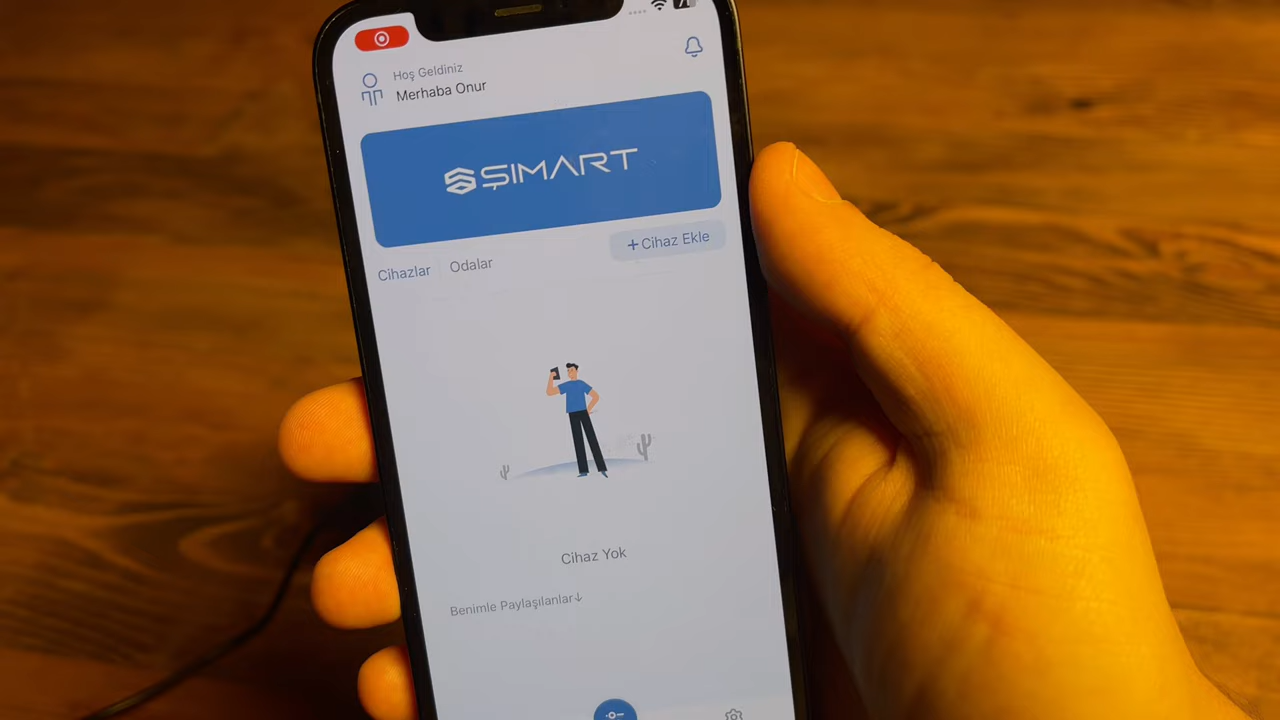 Hoş Geldiniz
Merhaba Onur
ŞIMART
+Cihaz Ekle
Cihazlar
Odalar
Cihaz Yok
Benimle Paylaşılanlar↓